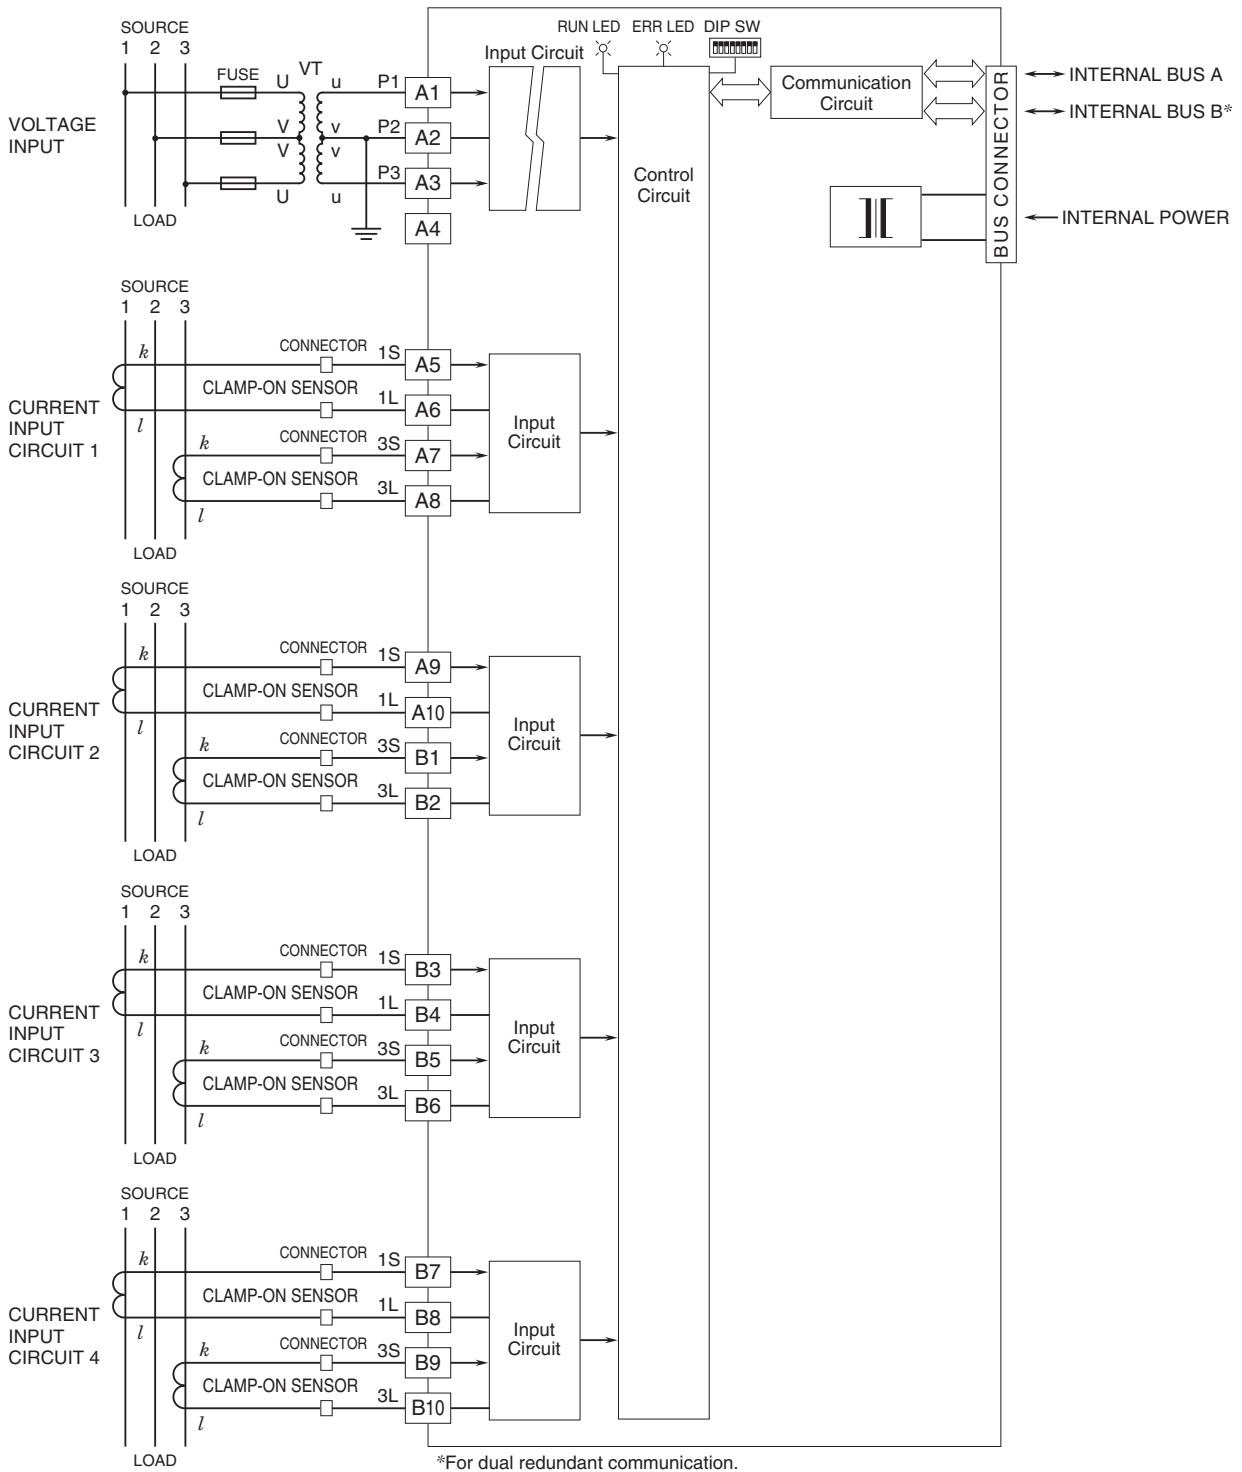 SOURCE
1 2 3
RUN LED ERR LED DIP SW
Input Circuit
FUSE
U VT u P1 A1
VOLTAGE
INPUT
V v P2 A2
V v
P3 A3
U u
LOAD
A4
Control
Circuit
Communication
Circuit
BUS CONNECTOR
INTERNAL BUS A
INTERNAL BUS B*
INTERNAL POWER
SOURCE
1 2 3
k CONNECTOR 1S A5
CLAMP-ON SENSOR
CURRENT
INPUT
CIRCUIT 1
l 1L A6
k CONNECTOR 3S A7
CLAMP-ON SENSOR
l 3L A8
Input
Circuit
LOAD
SOURCE
1 2 3
k CONNECTOR 1S A9
CLAMP-ON SENSOR
CURRENT
INPUT
CIRCUIT 2
l 1L A10
k CONNECTOR 3S B1
CLAMP-ON SENSOR
l 3L B2
Input
Circuit
LOAD
SOURCE
1 2 3
k CONNECTOR 1S B3
CLAMP-ON SENSOR
CURRENT
INPUT
CIRCUIT 3
l 1L B4
k CONNECTOR 3S B5
CLAMP-ON SENSOR
l 3L B6
Input
Circuit
LOAD
SOURCE
1 2 3
k CONNECTOR 1S B7
CLAMP-ON SENSOR
CURRENT
INPUT
CIRCUIT 4
l 1L B8
k CONNECTOR 3S B9
CLAMP-ON SENSOR
l 3L B10
Input
Circuit
LOAD
*For dual redundant communication.